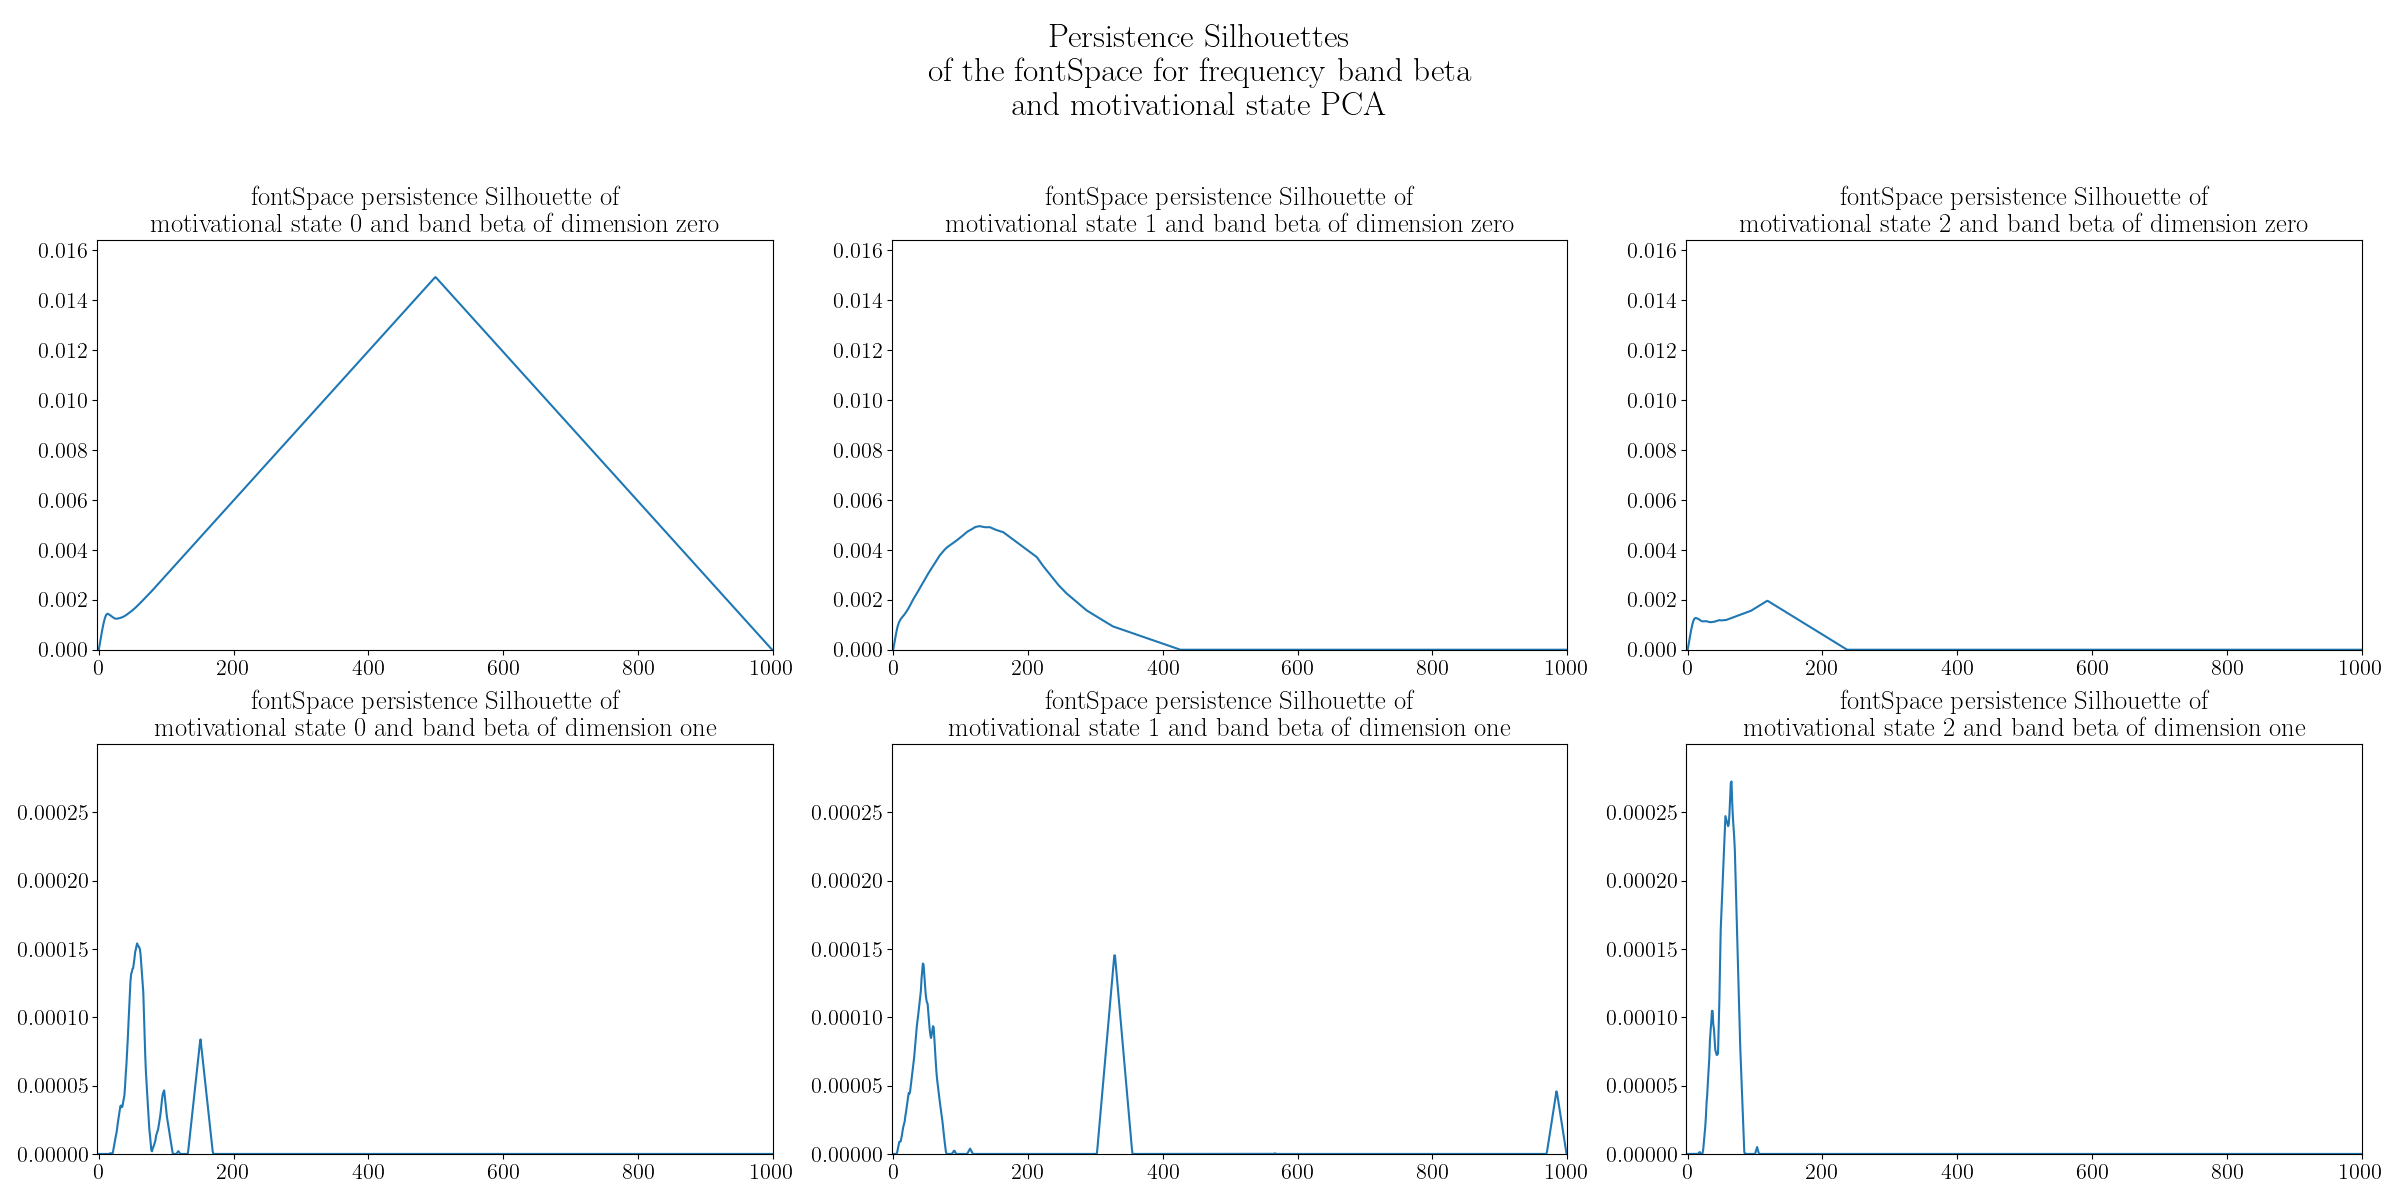 Persistence Silhouettes
of the fontSpace for frequency band beta
and motivational state PCA
fontSpace persistence Silhouette of
motivational state 0 and band beta of dimension zero
0.016
0.014
0.012
0.010
0.008
0.006
0.004
0.002
0.000
0 200 400 600 800 1000
fontSpace persistence Silhouette of
motivational state 1 and band beta of dimension zero
0.016
0.014
0.012
0.010
0.008
0.006
0.004
0.002
0.000
0 200 400 600 800 1000
fontSpace persistence Silhouette of
motivational state 2 and band beta of dimension zero
0.016
0.014
0.012
0.010
0.008
0.006
0.004
0.002
0.000
0 200 400 600 800 1000
fontSpace persistence Silhouette of
motivational state 0 and band beta of dimension one
0.00025
0.00020
0.00015
0.00010
0.00005
0.00000
0 200 400 600 800 1000
fontSpace persistence Silhouette of
motivational state 1 and band beta of dimension one
0.00025
0.00020
0.00015
0.00010
0.00005
0.00000
0 200 400 600 800 1000
fontSpace persistence Silhouette of
motivational state 2 and band beta of dimension one
0.00025
0.00020
0.00015
0.00010
0.00005
0.00000
0 200 400 600 800 1000